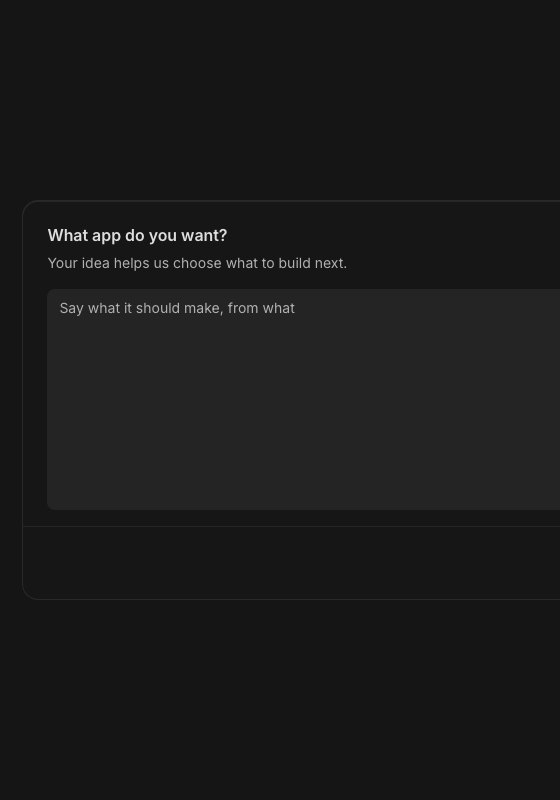 What app do you want?
Your idea helps us choose what to build next.
Say what it should make, from what